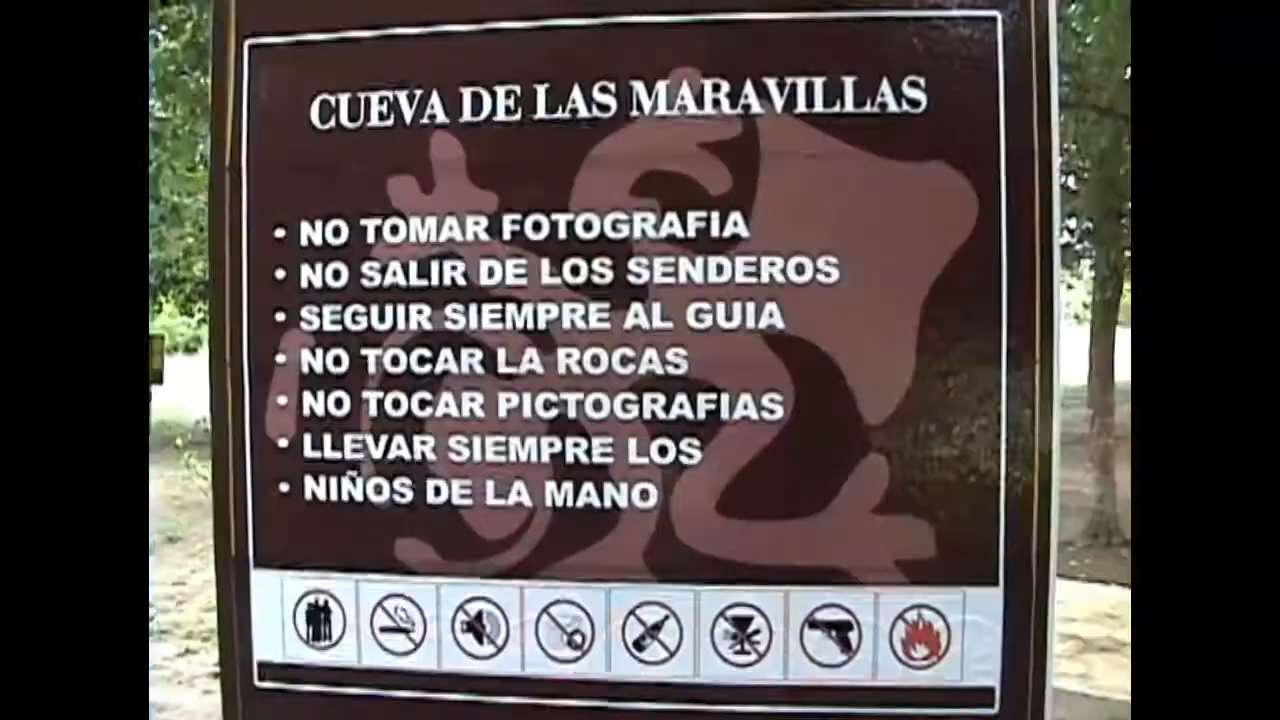 CUEVA DE LAS MARAVILLAS
• NO TOMAR FOTOGRAFIA
• NO SALIR DE LOS SENDEROS
• SEGUIR SIEMPRE AL GUIA
• NO TOCAR LA ROCAS
• NO TOCAR PICTOGRAFIAS
• LLEVAR SIEMPRE LOS
• NIÑOS DE LA MANO